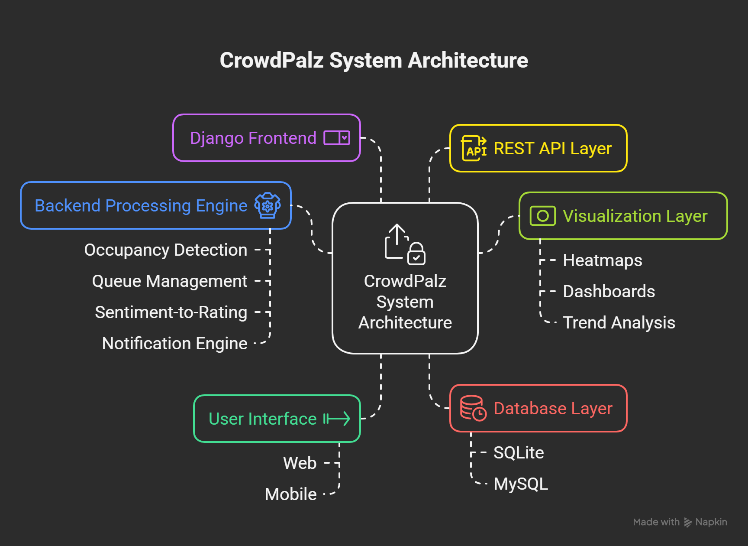 CrowdPalz System Architecture
Django Frontend
API
REST API Layer
Backend Processing Engine
Occupancy Detection
Queue Management
Sentiment-to-Rating
Notification Engine
Visualization Layer
Heatmaps
Dashboards
Trend Analysis
CrowdPalz
System
Architecture
User Interface
Web
Mobile
Database Layer
SQLite
MySQL
Made with Napkin